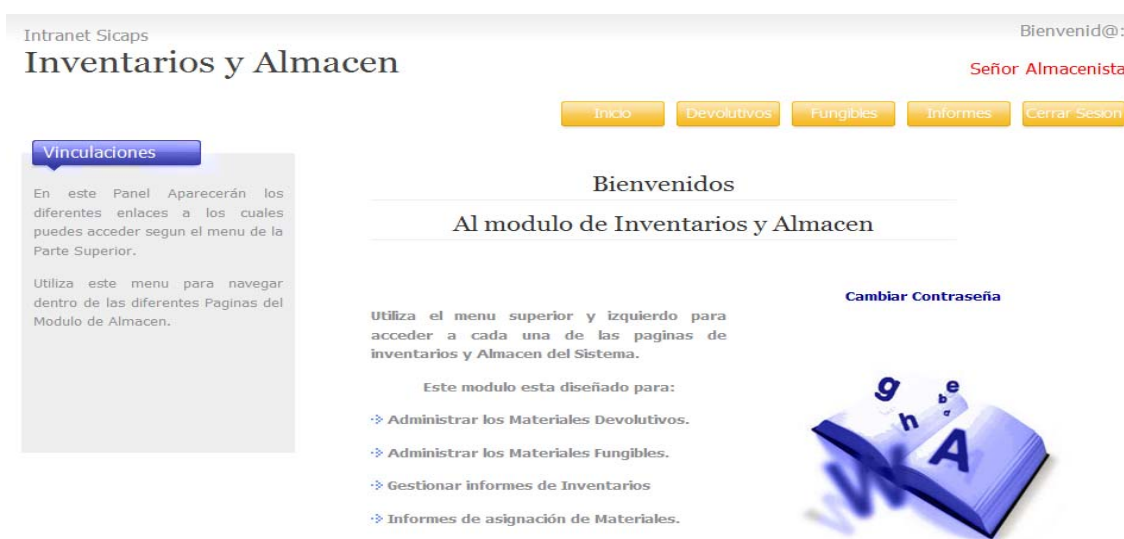 Intranet Sicaps
Inventarios y Almacen
Bienvenid@:
Señor Almacenista
Inicio
Devolutivos
Fungibles
Informes
Cerrar Sesion
Vinculaciones
En este Panel Aparecerán los
diferentes enlaces a los cuales
puedes acceder segun el menu de la
Parte Superior.
Utiliza este menu para navegar
dentro de las diferentes Paginas del
Modulo de Almacen.
Bienvenidos
Al modulo de Inventarios y Almacen
Utiliza el menu superior y izquierdo para
acceder a cada una de las paginas de
inventarios y Almacen del Sistema.
Este modulo esta diseñado para:
Administrar los Materiales Devolutivos.
Administrar los Materiales Fungibles.
Gestionar informes de Inventarios
Informes de asignación de Materiales.
Cambiar Contraseña
g
e
b
h
a
A
W